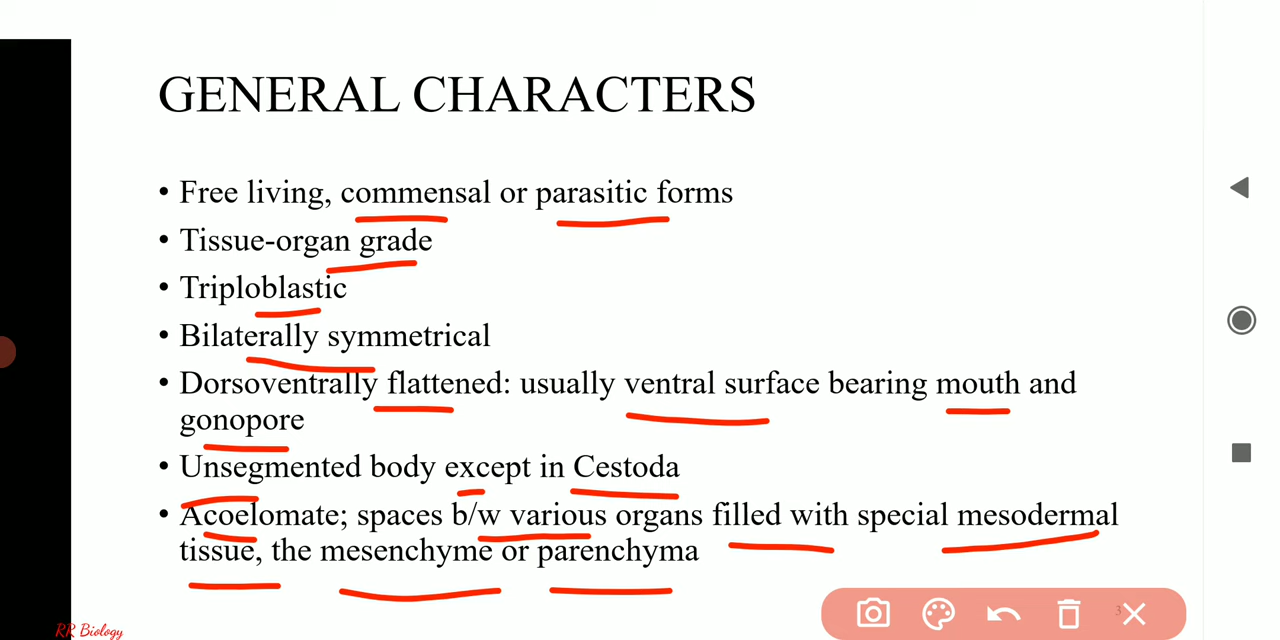 GENERAL CHARACTERS
• Free living, commensal or parasitic forms
• Tissue-organ grade
• Triploblastic
• Bilaterally symmetrical
• Dorsoventrally flattened: usually ventral surface bearing mouth and
gonopore
• Unsegmented body except in Cestoda
• Acoelomate; spaces b/w various organs filled with special mesodermal
tissue, the mesenchyme or parenchyma
3
RR Biology